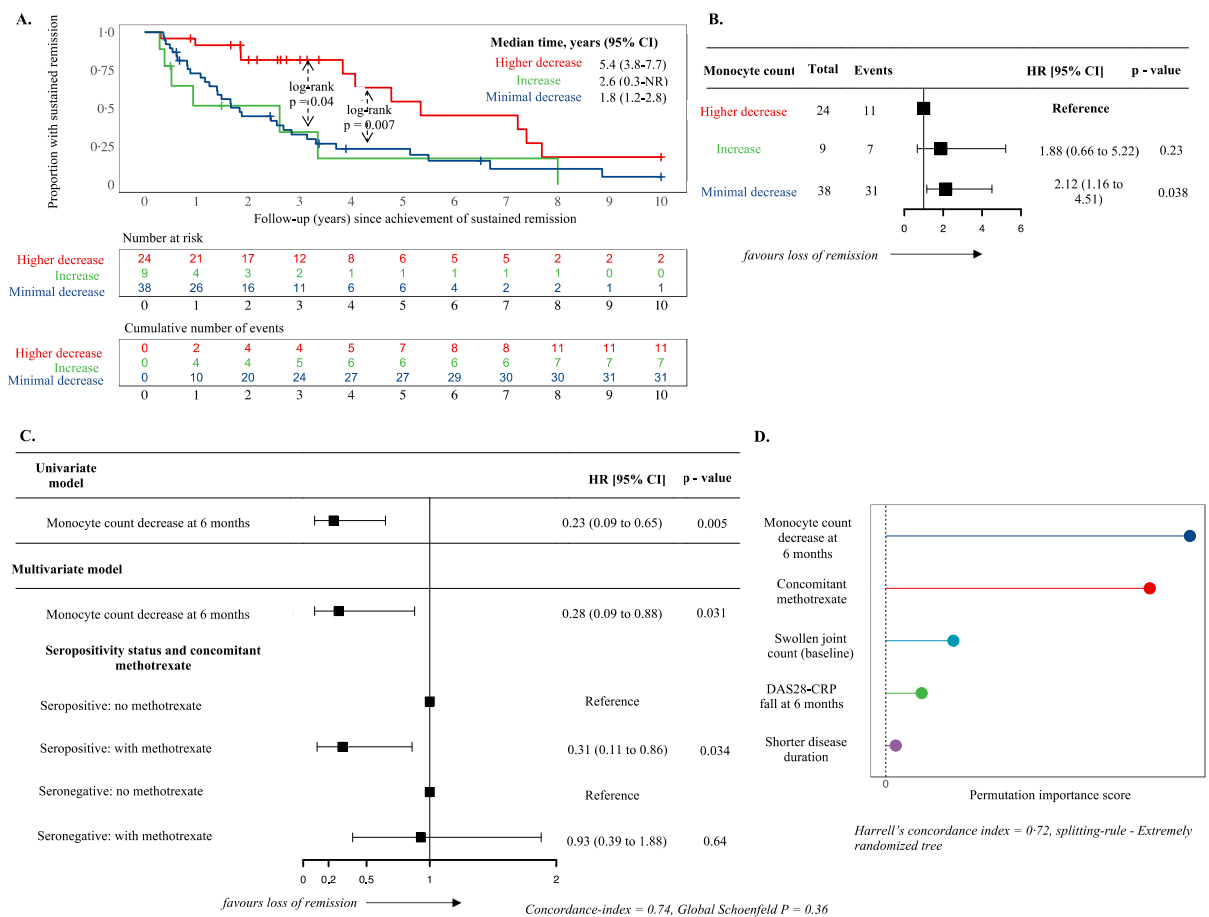 A.
Proportion with sustained remission
1·0
0·75
0·5
0·25
0
Median time, years (95% CI)
Higher decrease 5.4 (3.8-7.7)
Increase 2.6 (0.3-NR)
Minimal decrease 1.8 (1.2-2.8)
log-rank
p = 0.04
log-rank
p = 0.007
0 1 2 3 4 5 6 7 8 9 10
Follow-up (years) since achievement of sustained remission
Number at risk
Higher decrease 24 21 17 12 8 6 5 5 2 2 2
Increase 9 4 3 2 1 1 1 1 1 0 0
Minimal decrease 38 26 16 11 6 6 4 2 2 1 1
0 1 2 3 4 5 6 7 8 9 10
Cumulative number of events
Higher decrease 0 2 4 4 5 7 8 8 11 11 11
Increase 0 4 4 5 6 6 6 6 7 7 7
Minimal decrease 0 10 20 24 27 27 29 30 30 31 31
0 1 2 3 4 5 6 7 8 9 10
B.
Monocyte count Total Events HR [95% CI] p - value
Higher decrease 24 11 Reference
Increase 9 7 1.88 (0.66 to 5.22) 0.23
Minimal decrease 38 31 2.12 (1.16 to
4.51) 0.038
0 2 4 6
favours loss of remission
C.
Univariate
model
HR [95% CI] p - value
Monocyte count decrease at 6 months 0.23 (0.09 to 0.65) 0.005
Multivariate model
Monocyte count decrease at 6 months 0.28 (0.09 to 0.88) 0.031
Seropositivity status and concomitant
methotrexate
Seropositive: no methotrexate Reference
Seropositive: with methotrexate 0.31 (0.11 to 0.86) 0.034
Seronegative: no methotrexate Reference
Seronegative: with methotrexate 0.93 (0.39 to 1.88) 0.64
0 0.2 0.5 1 2
favours loss of remission
Concordance-index = 0.74, Global Schoenfeld P = 0.36
D.
Monocyte count
decrease at
6 months
Concomitant
methotrexate
Swollen joint
count (baseline)
DAS28-CRP
fall at 6 months
Shorter disease
duration
0
Permutation importance score
Harrell's concordance index = 0·72, splitting-rule - Extremely
randomized tree